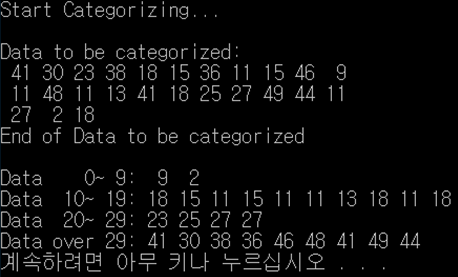 Start Categorizing...
Data to be categorized:
41 30 23 38 18 15 36 11 15 46 9
11 48 11 13 41 18 25 27 49 44 11
27 2 18
End of Data to be categorized
Data 0~ 9: 9 2
Data 10~ 19: 18 15 11 15 11 11 13 18 11 18
Data 20~ 29: 23 25 27 27
Data over 29: 41 30 38 36 46 48 41 49 44
계속하려면 아무 키나 누르십시오 . . .